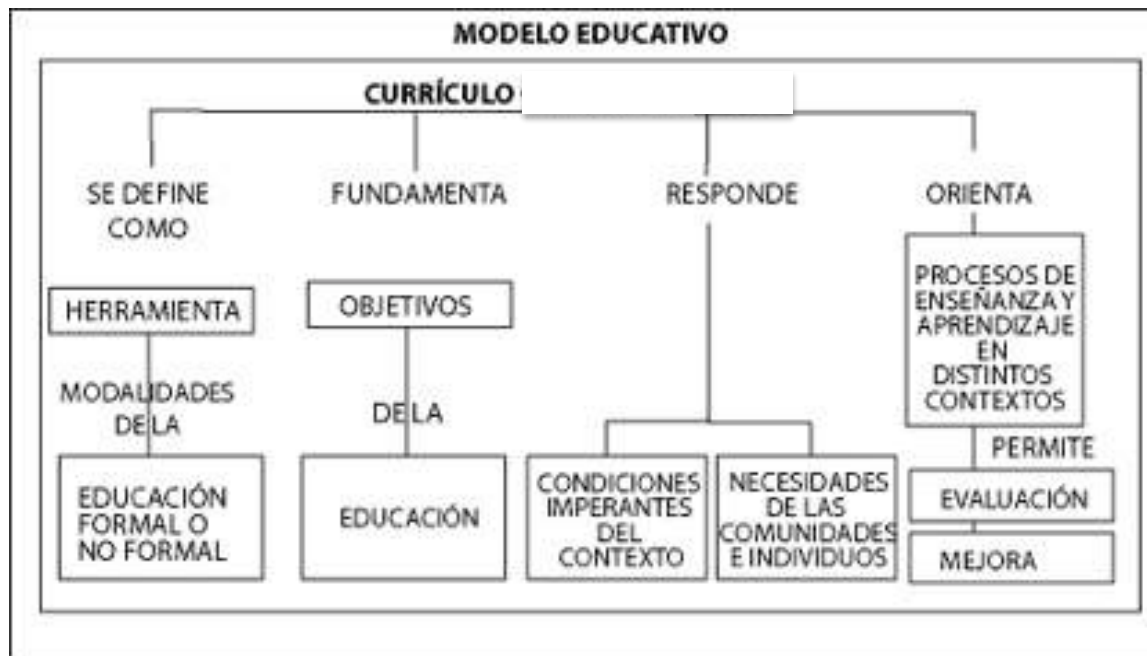 MODELO EDUCATIVO
CURRÍCULO
SE DEFINE
COMO
HERRAMIENTA
MODALIDADES
DE LA
EDUCACIÓN
FORMAL O
NO FORMAL
FUNDAMENTA
OBJETIVOS
DE LA
EDUCACIÓN
RESPONDE
CONDICIONES
IMPERANTES
DEL
CONTEXTO
NECESIDADES
DE LAS
COMUNIDADES
E INDIVIDUOS
ORIENTA
PROCESOS DE
ENSEÑANZA Y
APRENDIZAJE
EN
DISTINTOS
CONTEXTOS
PERMITE
EVALUACIÓN
MEJORA